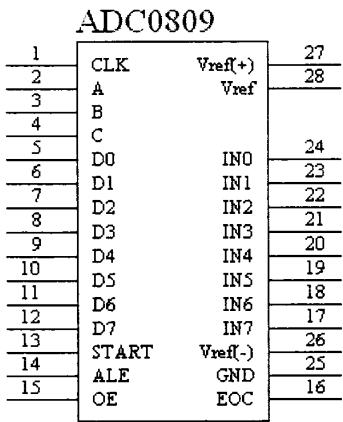 ADC0809
1 CLK Vref(+) 27
2 A Vref 28
3 B
4 C
5 D0 IN0 24
6 D1 IN1 23
7 D2 IN2 22
8 D3 IN3 21
9 D4 IN4 20
10 D5 IN5 19
11 D6 IN6 18
12 D7 IN7 17
13 START Vref(-) 26
14 ALE GND 25
15 OE EOC 16